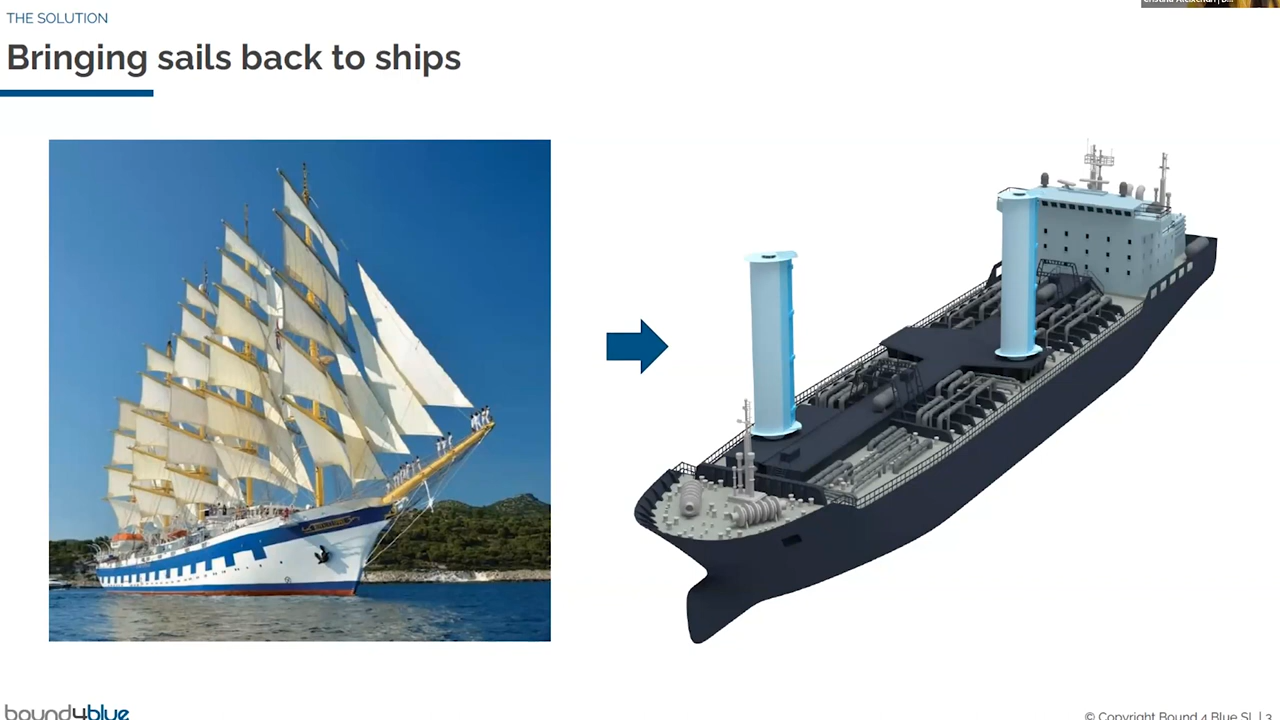 THE SOLUTION
Bringing sails back to ships
bound4blue
© Copyright Bound 4 Blue SL | 3